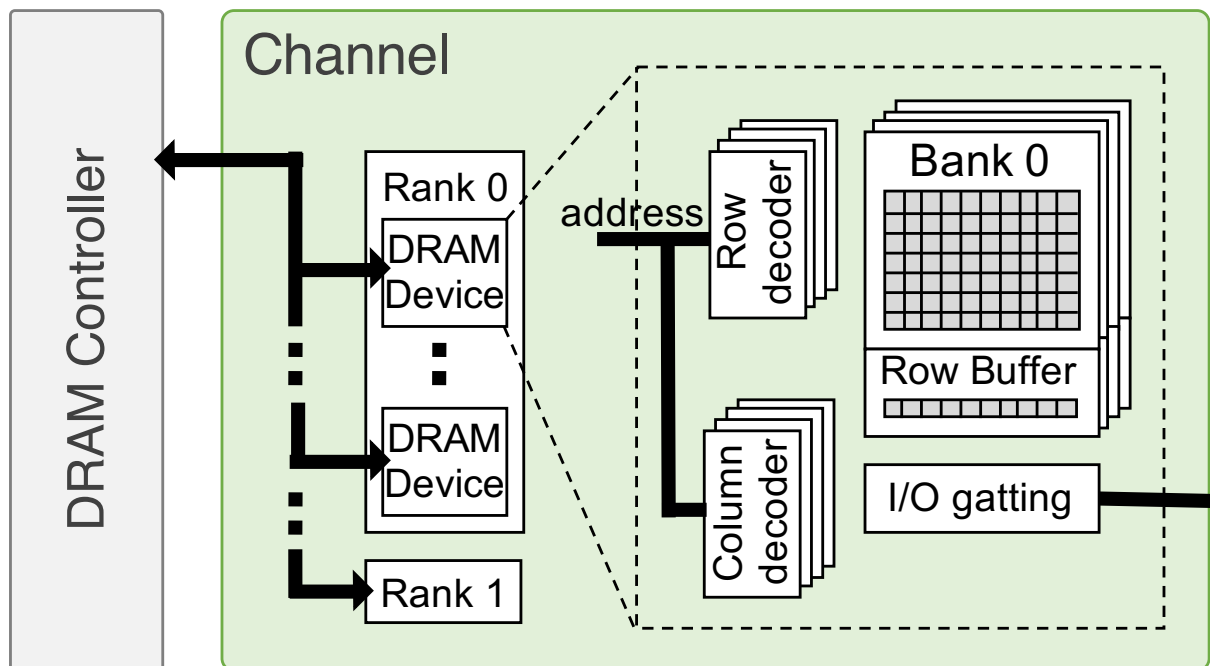 DRAM Controller
Channel
Rank 0
DRAM
Device
DRAM
Device
Rank 1
address
Row
decoder
Column
decoder
Bank 0
Row Buffer
I/O gatting